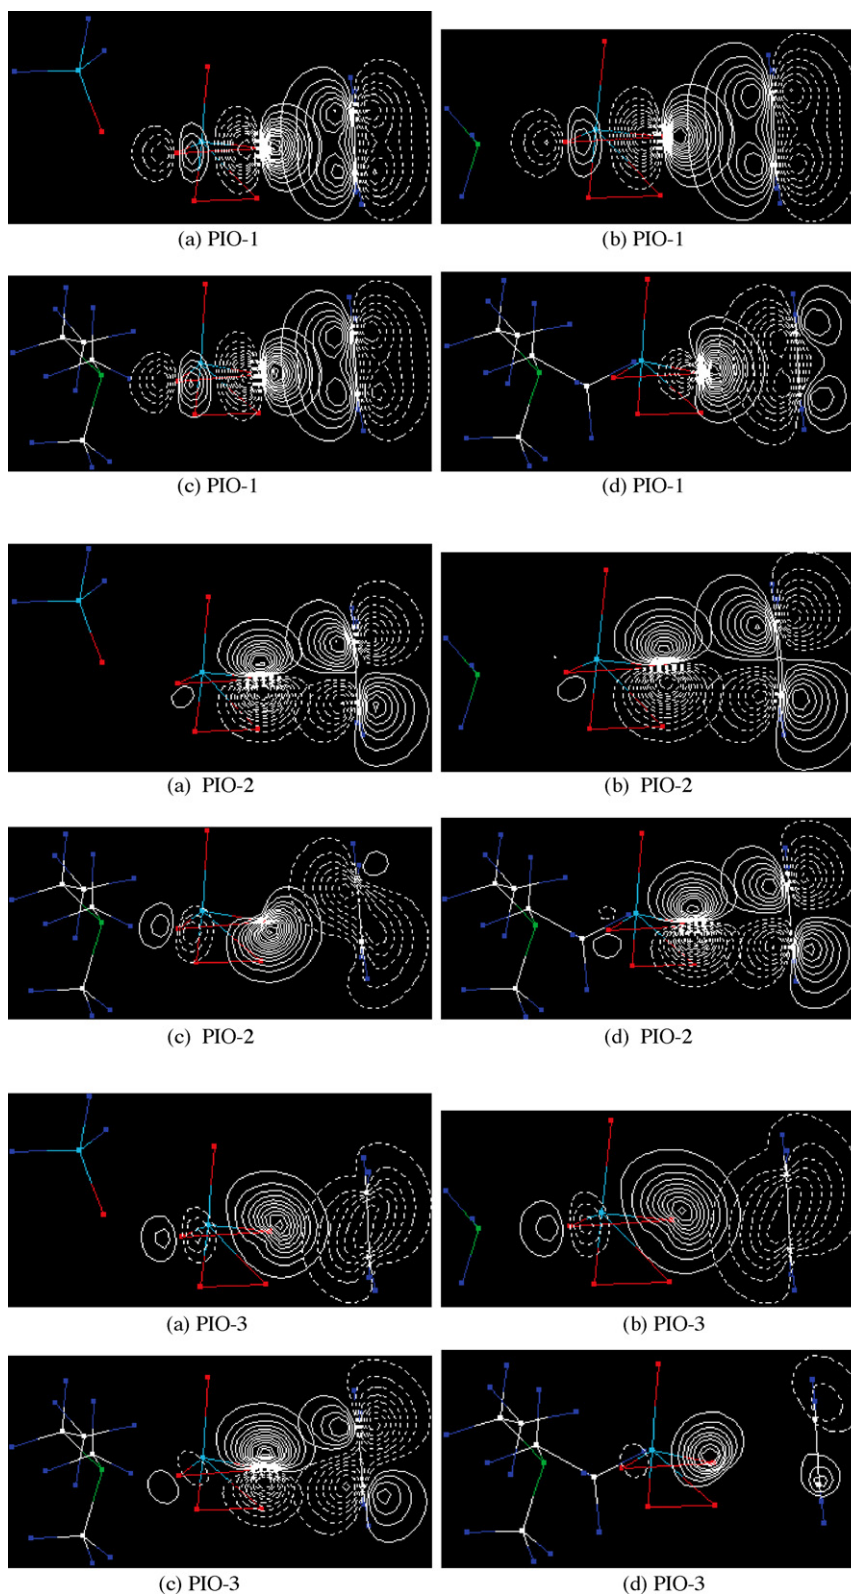 (a) PIO-1
(b) PIO-1
(c) PIO-1
(d) PIO-1
(a) PIO-2
(b) PIO-2
(c) PIO-2
(d) PIO-2
(a) PIO-3
(b) PIO-3
(c) PIO-3
(d) PIO-3